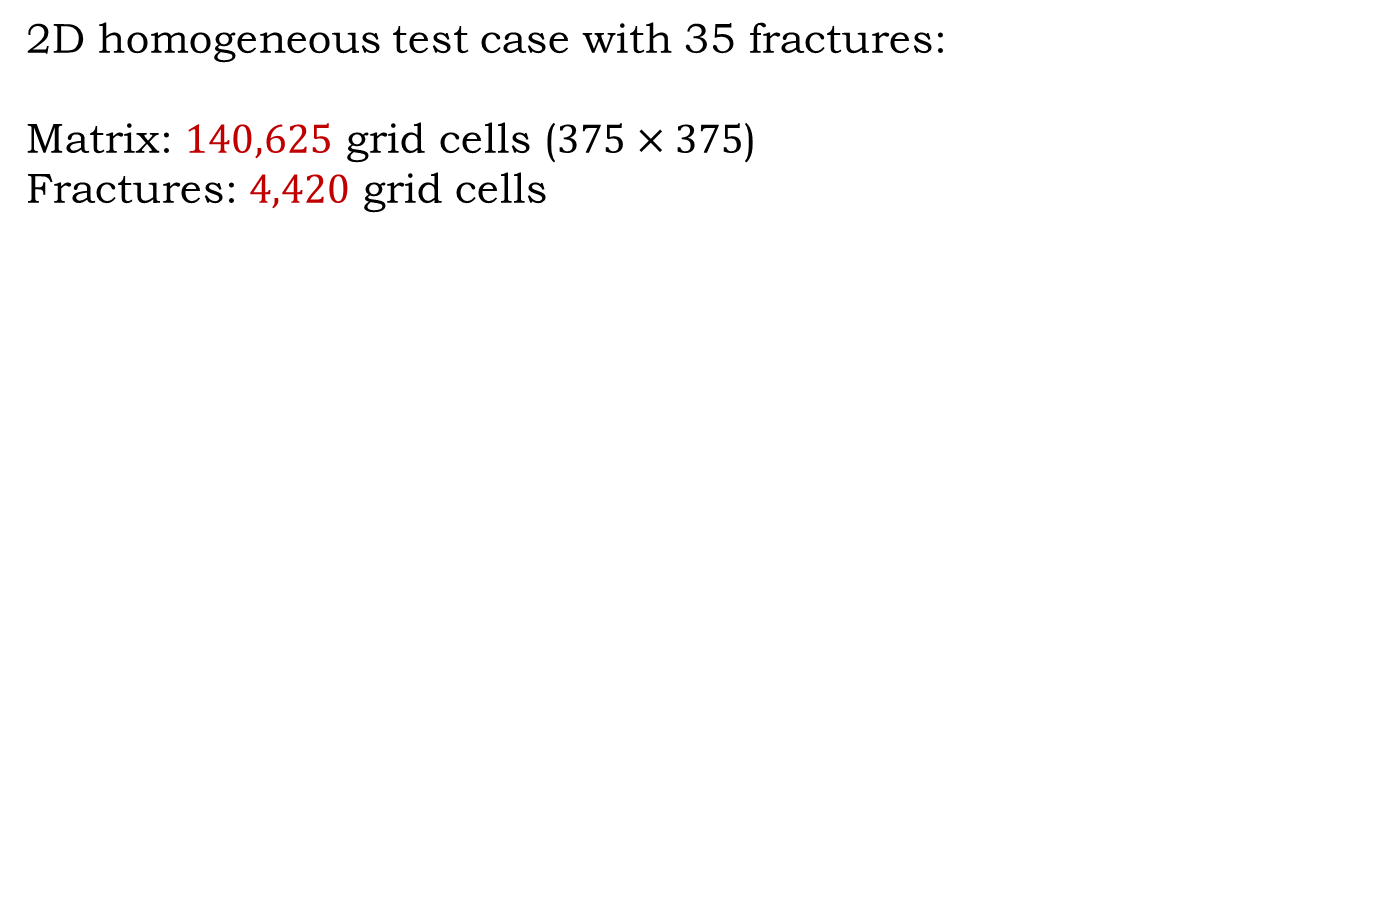 2D homogeneous test case with 35 fractures:
Matrix: 140,625 grid cells (375 × 375)
Fractures: 4,420 grid cells